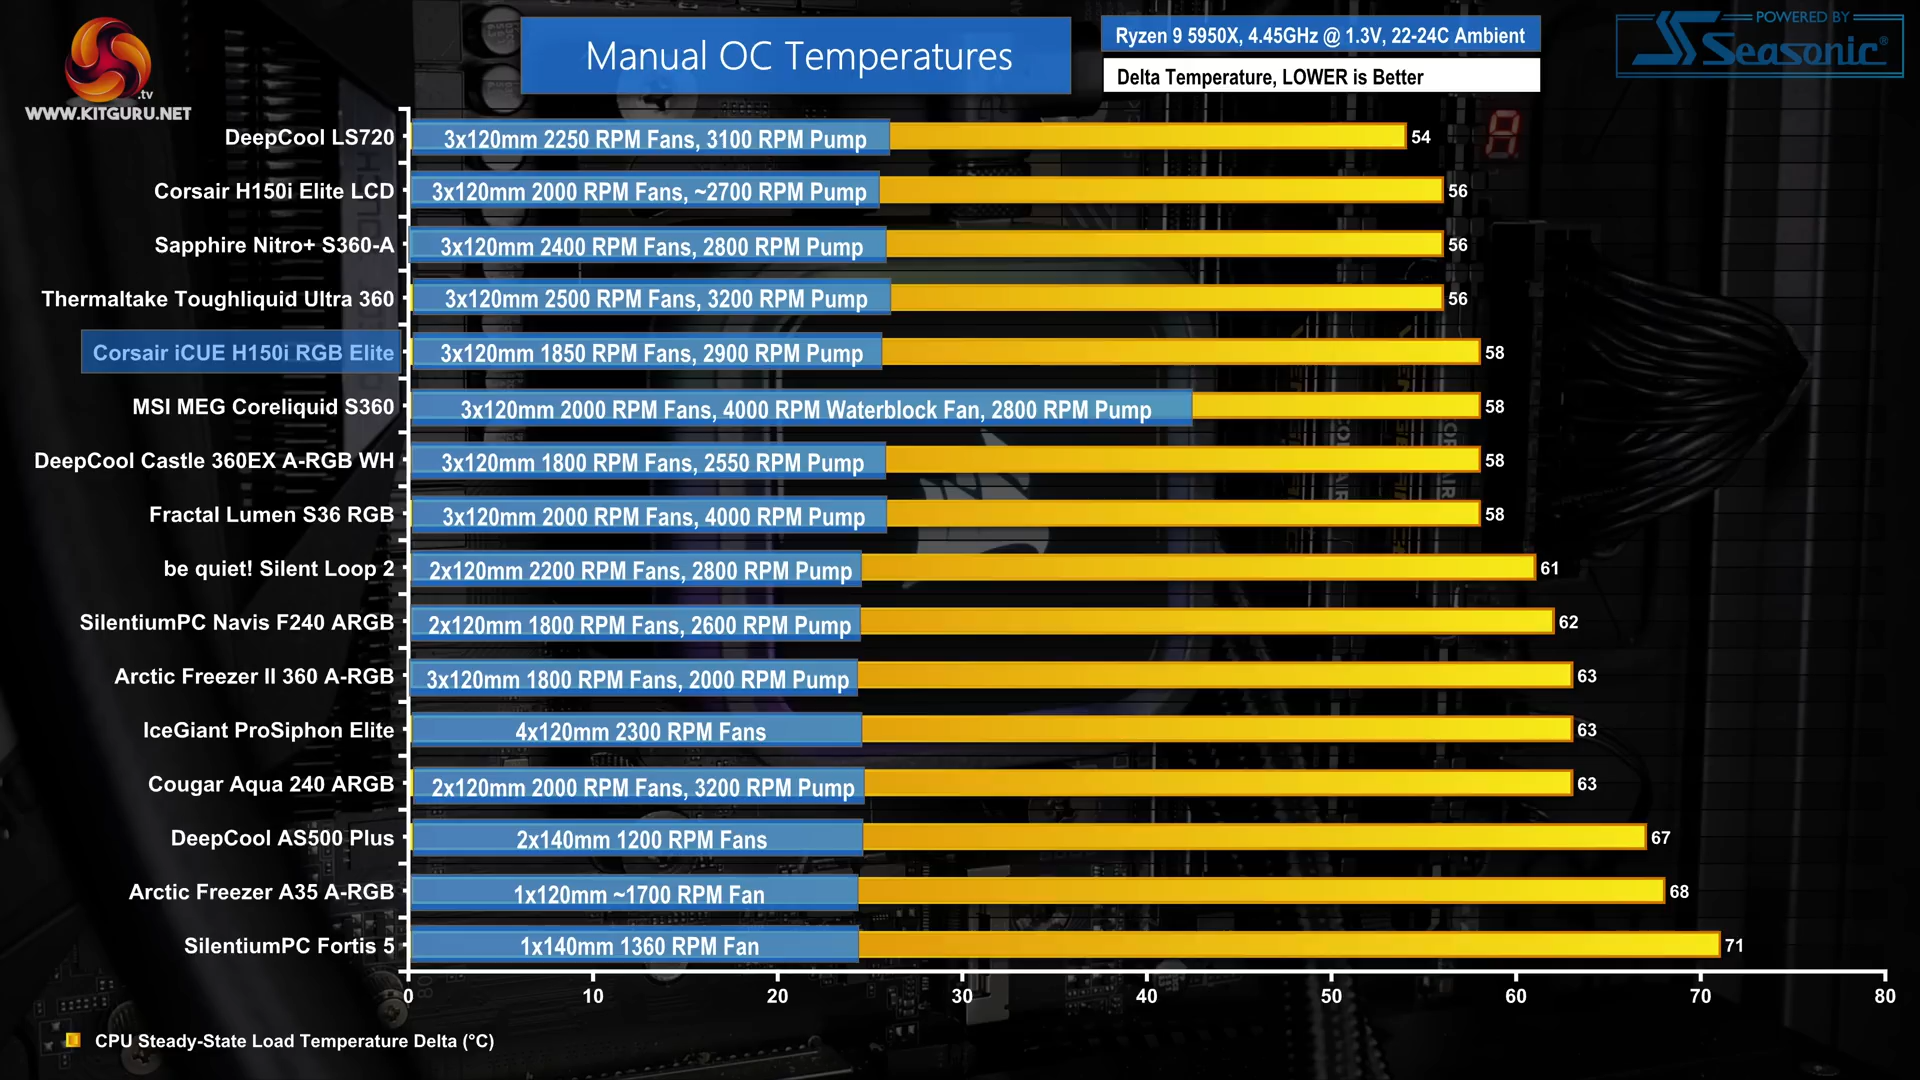 .tv
WWW.KITGURU.NET
Manual OC Temperatures
Ryzen 9 5950X, 4.45GHz @ 1.3V, 22-24C Ambient
Delta Temperature, LOWER is Better
POWERED BY
Seasonic®
DeepCool LS720 3x120mm 2250 RPM Fans, 3100 RPM Pump 54
Corsair H150i Elite LCD 3x120mm 2000 RPM Fans, ~2700 RPM Pump 56
Sapphire Nitro+ S360-A 3x120mm 2400 RPM Fans, 2800 RPM Pump 56
Thermaltake Toughliquid Ultra 360 3x120mm 2500 RPM Fans, 3200 RPM Pump 56
Corsair iCUE H150i RGB Elite 3x120mm 1850 RPM Fans, 2900 RPM Pump 58
MSI MEG Coreliquid S360 3x120mm 2000 RPM Fans, 4000 RPM Waterblock Fan, 2800 RPM Pump 58
DeepCool Castle 360EX A-RGB WH 3x120mm 1800 RPM Fans, 2550 RPM Pump 58
Fractal Lumen S36 RGB 3x120mm 2000 RPM Fans, 4000 RPM Pump 58
be quiet! Silent Loop 2 2x120mm 2200 RPM Fans, 2800 RPM Pump 61
SilentiumPC Navis F240 ARGB 2x120mm 1800 RPM Fans, 2600 RPM Pump 62
Arctic Freezer II 360 A-RGB 3x120mm 1800 RPM Fans, 2000 RPM Pump 63
IceGiant ProSiphon Elite 4x120mm 2300 RPM Fans 63
Cougar Aqua 240 ARGB 2x120mm 2000 RPM Fans, 3200 RPM Pump 63
DeepCool AS500 Plus 2x140mm 1200 RPM Fans 67
Arctic Freezer A35 A-RGB 1x120mm ~1700 RPM Fan 68
SilentiumPC Fortis 5 1x140mm 1360 RPM Fan 71
0 10 20 30 40 50 60 70 80
CPU Steady-State Load Temperature Delta (°C)